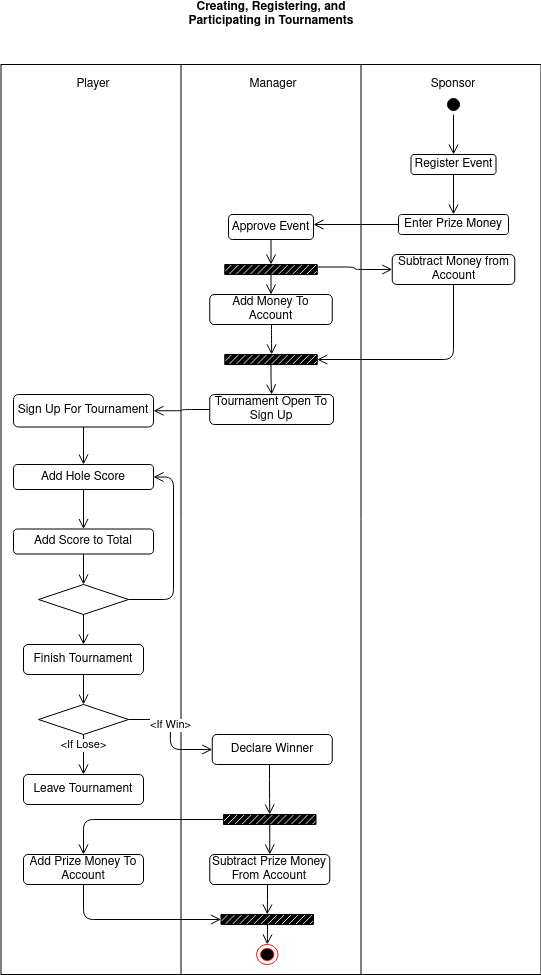 Creating, Registering, and
Participating in Tournaments
Player
Manager
Sponsor
Register Event
Approve Event
Enter Prize Money
Subtract Money from
Account
Add Money To
Account
Sign Up For Tournament
Tournament Open To
Sign Up
Add Hole Score
Add Score to Total
Finish Tournament
<If Win>
<If Lose>
Declare Winner
Leave Tournament
Add Prize Money To
Account
Subtract Prize Money
From Account